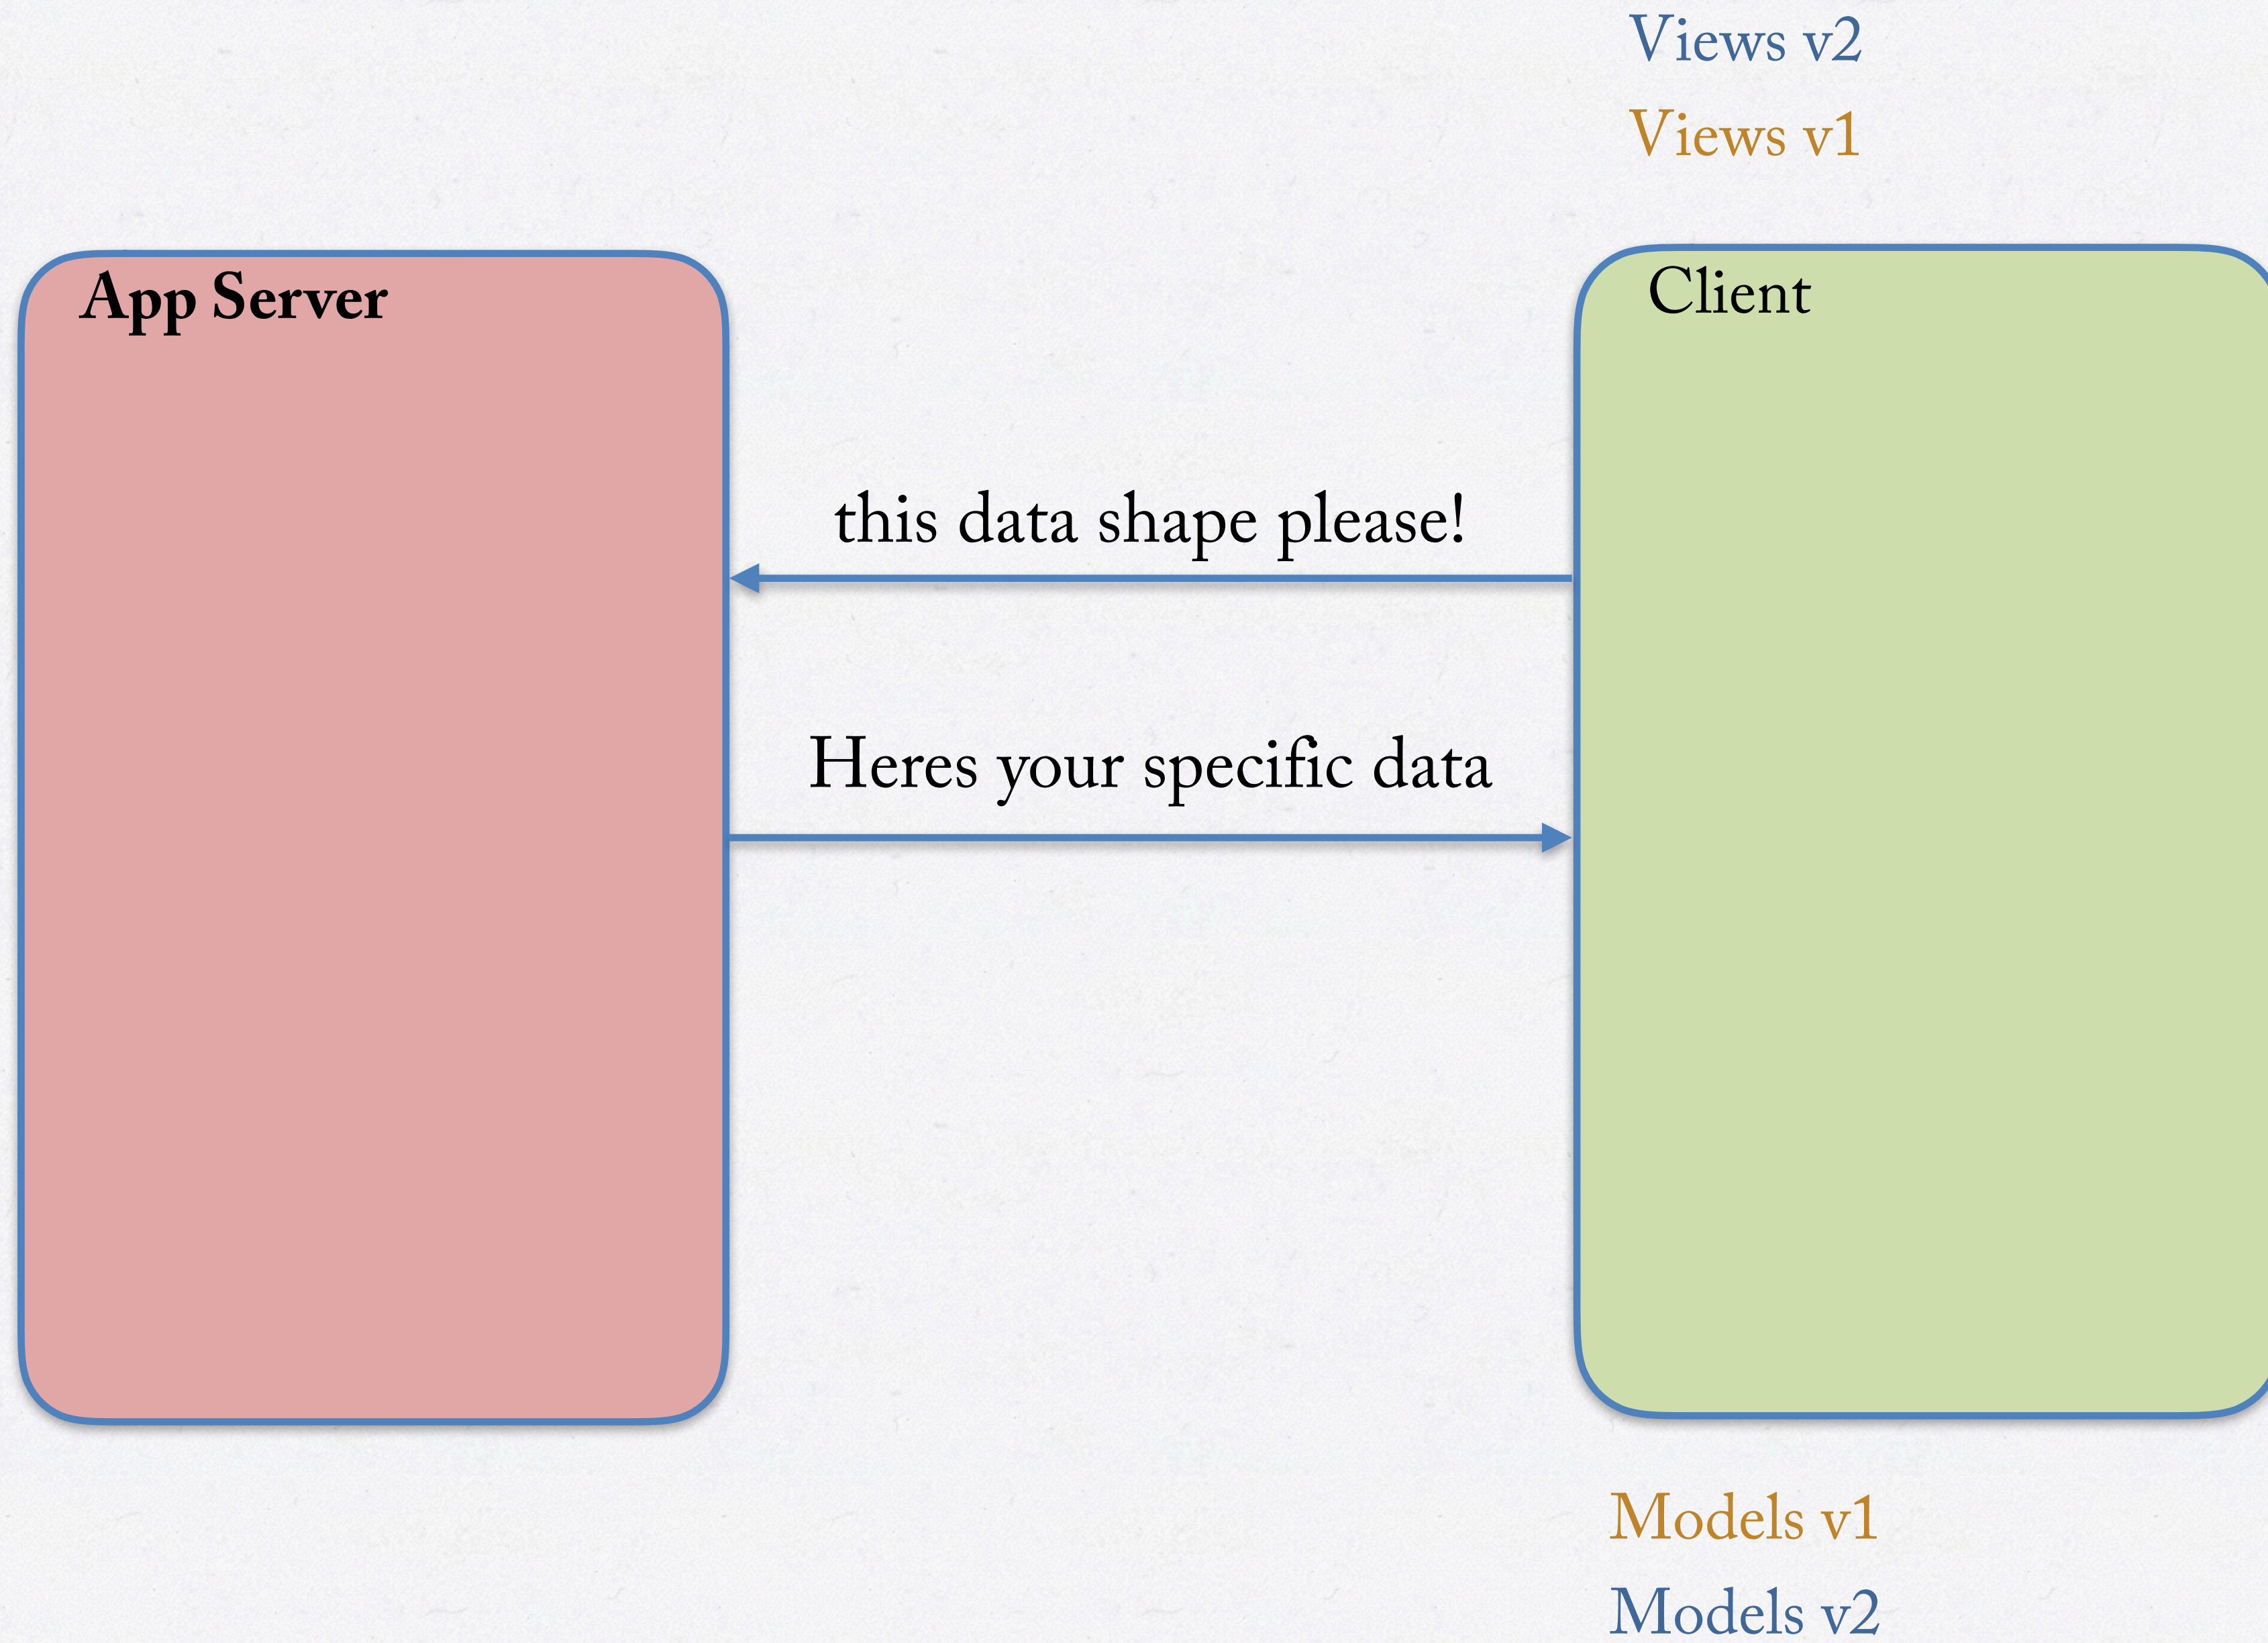 Views v2
Views v1
App Server
Client
this data shape please!
Heres your specific data
Models v1
Models v2